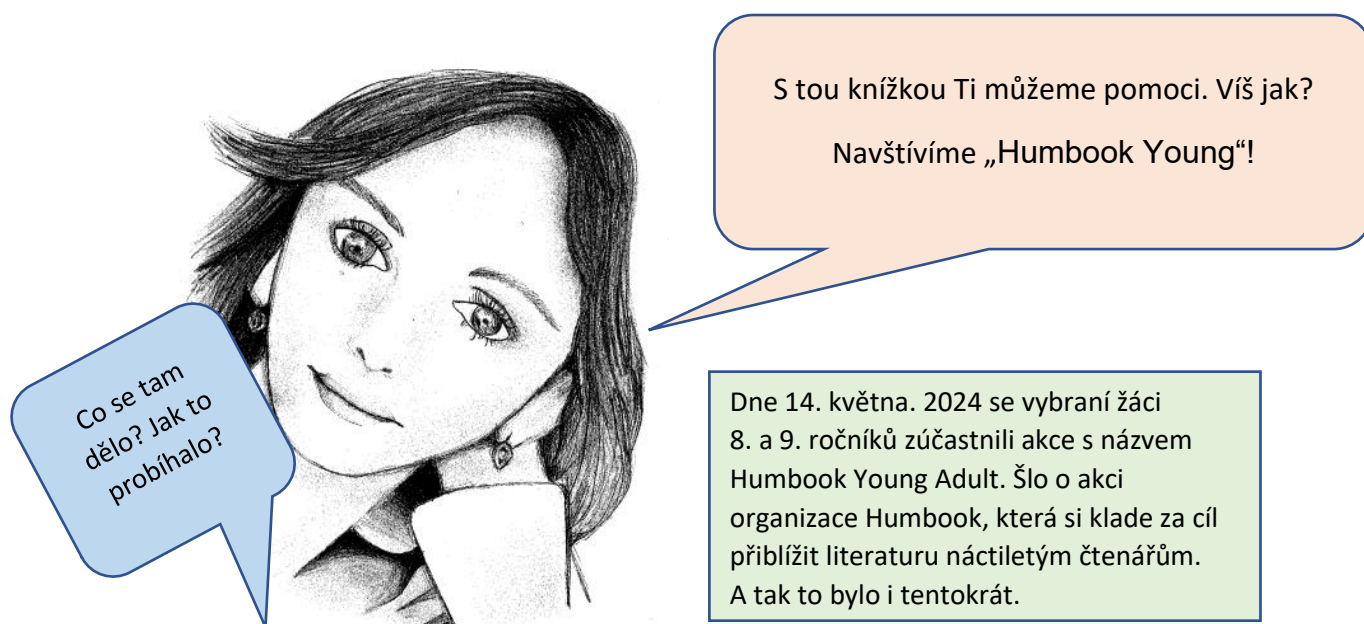 S tou knížkou Ti můžeme pomoci. Víš jak?
Navštívíme „Humbook Young“!
Co se tam
dělo? Jak to
probíhalo?
Dne 14. května. 2024 se vybraní žáci
8. a 9. ročníků zúčastnili akce s názvem
Humbook Young Adult. Šlo o akci
organizace Humbook, která si klade za cíl
přiblížit literaturu náctiletým čtenářům.
A tak to bylo i tentokrát.